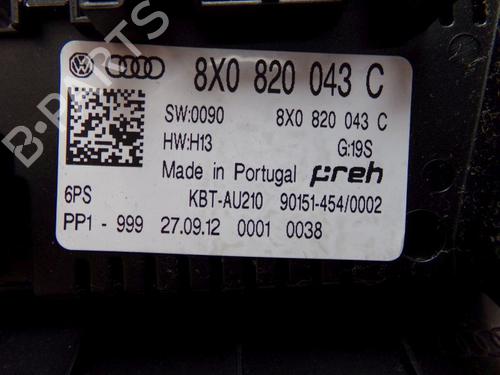 B-PARTS
8X0 820 043 C
SW:0090 8X0 820 043 C
HW:H13 G:19S
Made in Portugal preh
6PS KBT-AU210 90151-454/0002
PP1 - 999 27.09.12 0001 0038